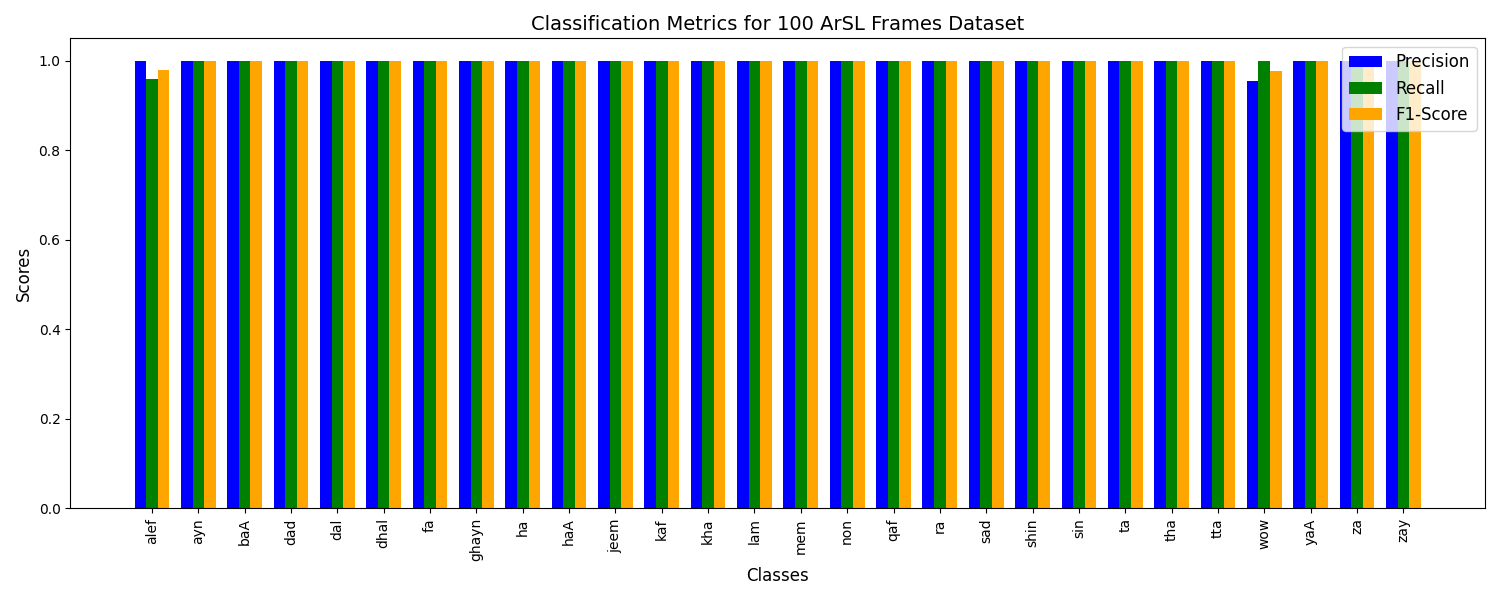 Classification Metrics for 100 ArSL Frames Dataset
Precision
Recall
F1-Score
Scores
1.0
0.8
0.6
0.4
0.2
0.0
alef
ayn
baA
dad
dal
dhal
fa
ghayn
ha
haA
jeem
kaf
kha
lam
mem
non
qaf
ra
sad
shin
sin
ta
tha
tta
wow
yaA
za
zay
Classes